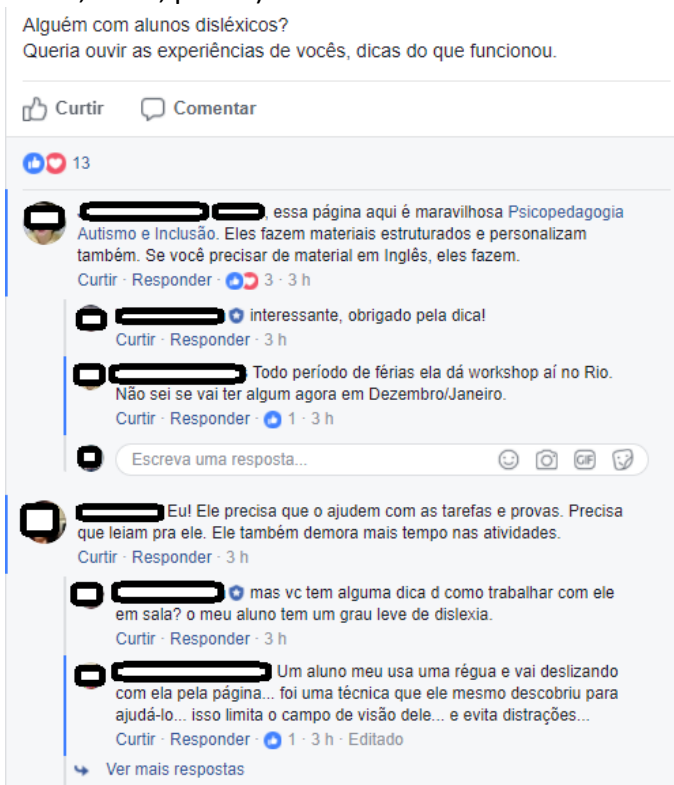 Alguém com alunos disléxicos?
Queria ouvir as experiências de vocês, dicas do que funcionou.
Curtir Comentar
13
, essa página aqui é maravilhosa Psicopedagogia
Autismo e Inclusão. Eles fazem materiais estruturados e personalizam
também. Se você precisar de material em Inglês, eles fazem.
Curtir · Responder · 3 · 3 h
interessante, obrigado pela dica!
Curtir · Responder · 3 h
Todo período de férias ela dá workshop aí no Rio.
Não sei se vai ter algum agora em Dezembro/Janeiro.
Curtir · Responder · 1 · 3 h
Escreva uma resposta... GIF
Eu! Ele precisa que o ajudem com as tarefas e provas. Precisa
que leiam pra ele. Ele também demora mais tempo nas atividades.
Curtir · Responder · 3 h
mas vc tem alguma dica d como trabalhar com ele
em sala? o meu aluno tem um grau leve de dislexia.
Curtir · Responder · 3 h
Um aluno meu usa uma régua e vai deslizando
com ela pela página... foi uma técnica que ele mesmo descobriu para
ajudá-lo... isso limita o campo de visão dele... e evita distrações...
Curtir · Responder · 1 · 3 h · Editado
Ver mais respostas